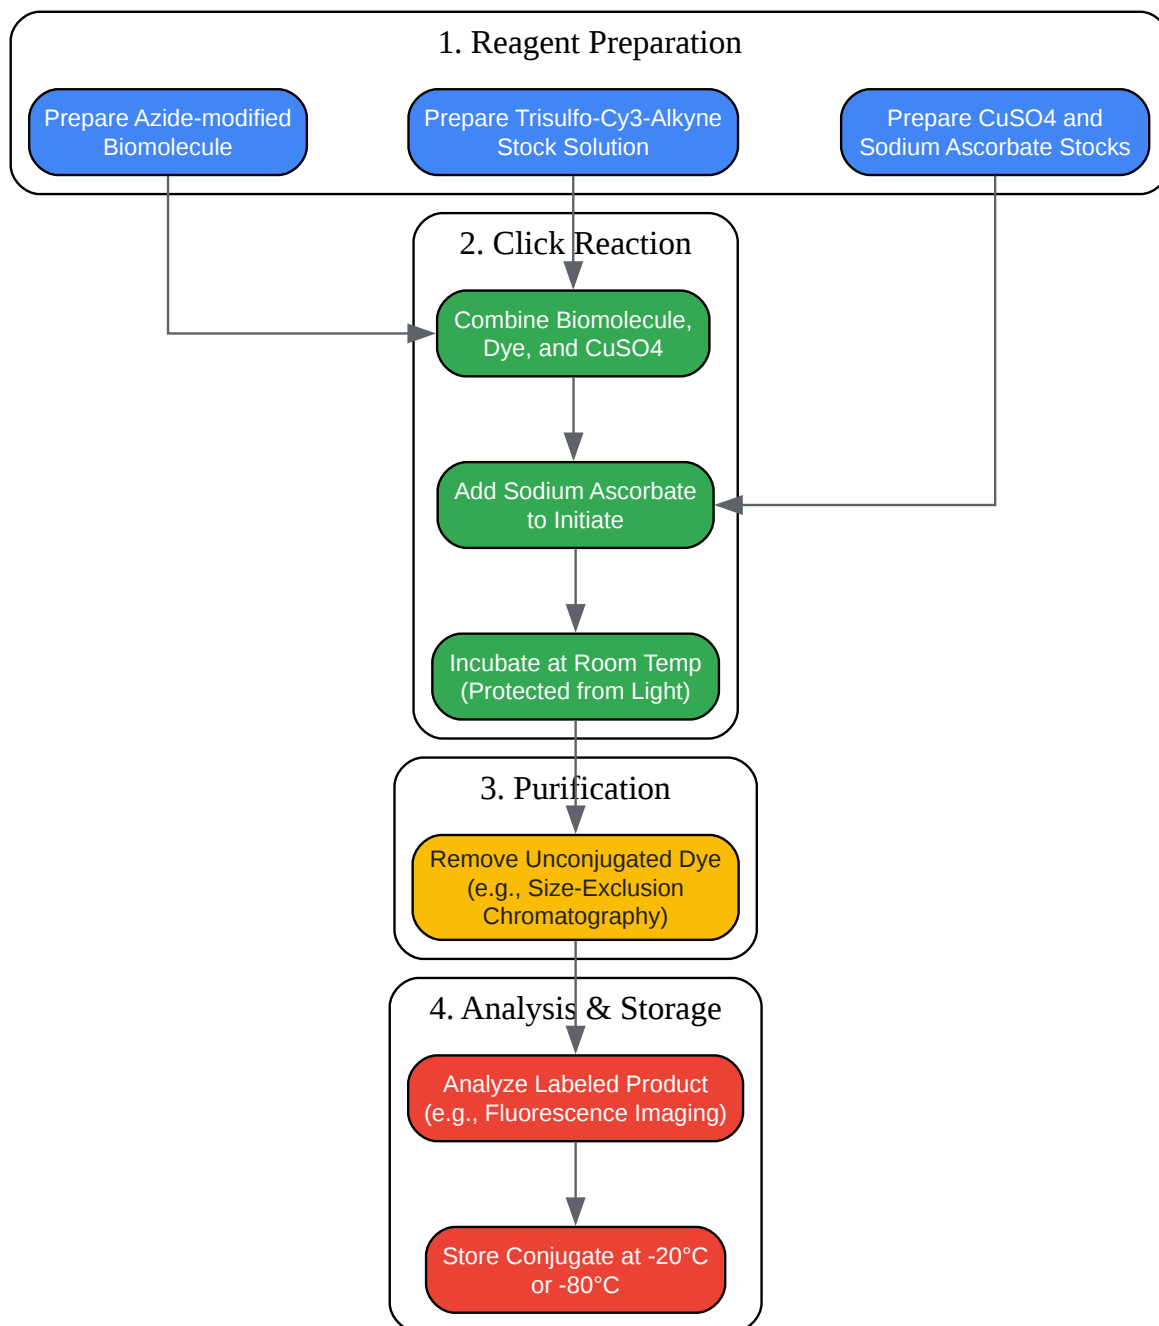 1. Reagent Preparation
Prepare Azide-modified
Biomolecule
Prepare Trisulfo-Cy3-Alkyne
Stock Solution
Prepare CuSO4 and
Sodium Ascorbate Stocks
2. Click Reaction
Combine Biomolecule,
Dye, and CuSO4
Add Sodium Ascorbate
to Initiate
Incubate at Room Temp
(Protected from Light)
3. Purification
Remove Unconjugated Dye
(e.g., Size-Exclusion
Chromatography)
4. Analysis & Storage
Analyze Labeled Product
(e.g., Fluorescence Imaging)
Store Conjugate at -20°C
or -80°C